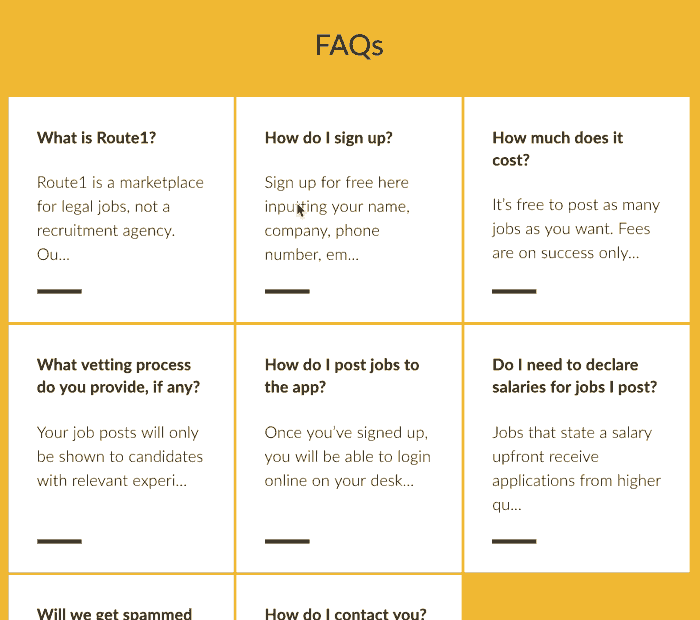 FAQs
What is Route1?
Route1 is a marketplace
for legal jobs, not a
recruitment agency.
Ou...
How do I sign up?
Sign up for free here
inputting your name,
company, phone
number, em...
How much does it
cost?
It's free to post as many
jobs as you want. Fees
are on success only...
What vetting process
do you provide, if any?
Your job posts will only
be shown to candidates
with relevant experi...
How do I post jobs to
the app?
Once you've signed up,
you will be able to login
online on your desk...
Do I need to declare
salaries for jobs I post?
Jobs that state a salary
upfront receive
applications from higher
qu...
Will we get spammed
How do I contact you?